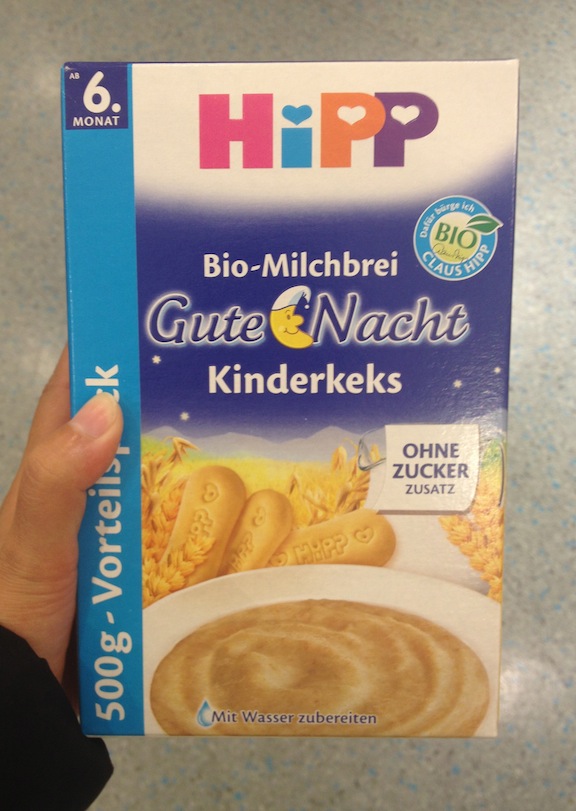 AB
6.
MONAT
HiPP
Dafür bürge ich
BIO
CLAUS HIPP
Bio-Milchbrei
Gute Nacht
Kinderkeks
OHNE
ZUCKER
ZUSATZ
HiPP
HiPP
Mit Wasser zubereiten
500g -